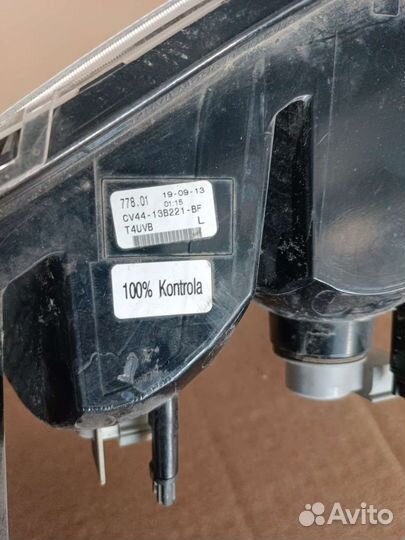 778.01 19-09-13
01:15
CV44-13B221-BF
T4UVB L
100% Kontrola
Avito